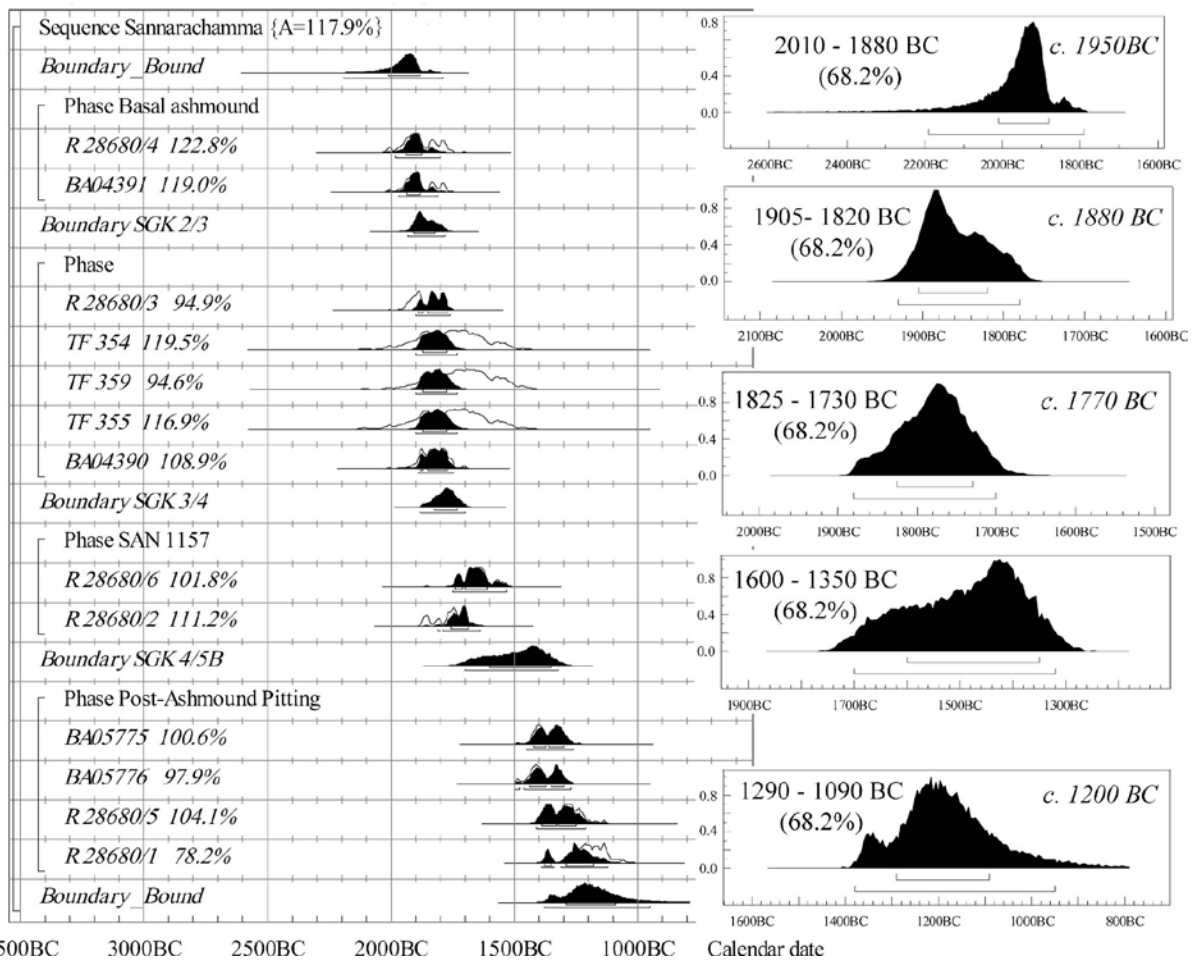 Sequence Sannarachamma {A=117.9%}
Boundary_Bound
Phase Basal ashmound
R 28680/4 122.8%
BA04391 119.0%
Boundary SGK 2/3
Phase
R 28680/3 94.9%
TF 354 119.5%
TF 359 94.6%
TF 355 116.9%
BA04390 108.9%
Boundary SGK 3/4
Phase SAN 1157
R 28680/6 101.8%
R 28680/2 111.2%
Boundary SGK 4/5B
Phase Post-Ashmound Pitting
BA05775 100.6%
BA05776 97.9%
R 28680/5 104.1%
R 28680/1 78.2%
Boundary_Bound
500BC 3000BC 2500BC 2000BC 1500BC 1000BC Calendar date
0.8
0.4
0.0
2010 - 1880 BC
(68.2%)
c. 1950BC
2600BC 2400BC 2200BC 2000BC 1800BC 1600BC
0.8
0.4
0.0
1905- 1820 BC
(68.2%)
c. 1880 BC
2100BC 2000BC 1900BC 1800BC 1700BC 1600BC
0.8
0.4
0.0
1825 - 1730 BC
(68.2%)
c. 1770 BC
2000BC 1900BC 1800BC 1700BC 1600BC 1500BC
0.8
0.4
0.0
1600 - 1350 BC
(68.2%)
c. 1420 BC
1900BC 1700BC 1500BC 1300BC
0.8
0.4
0.0
1290 - 1090 BC
(68.2%)
c. 1200 BC
1600BC 1400BC 1200BC 1000BC 800BC